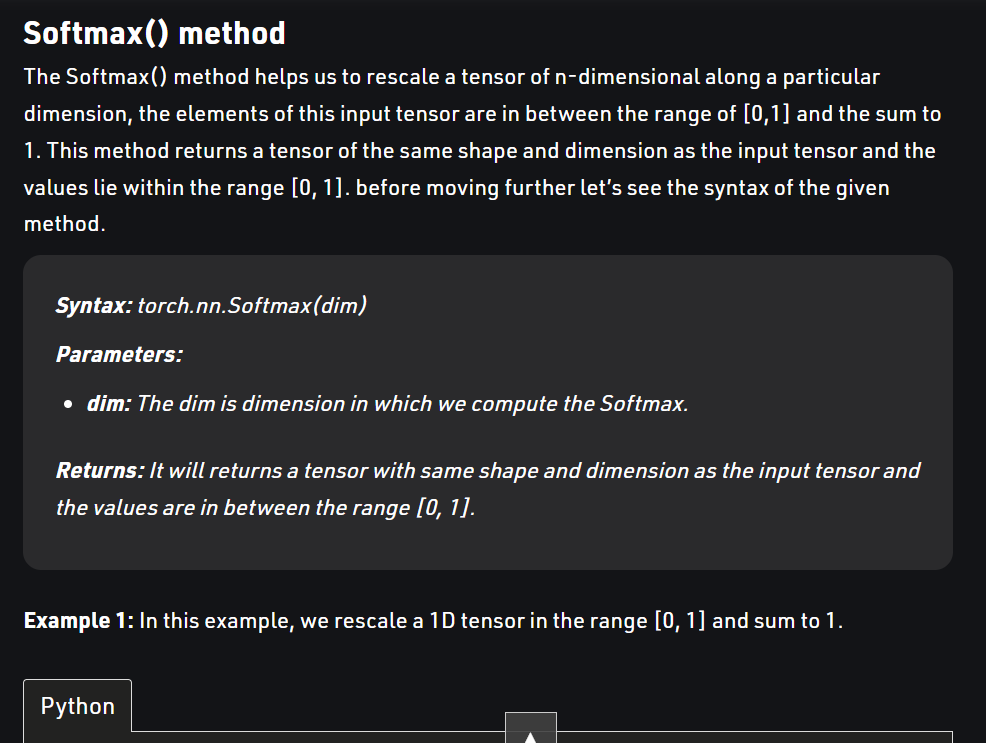 Softmax() method
The Softmax() method helps us to rescale a tensor of n-dimensional along a particular
dimension, the elements of this input tensor are in between the range of [0,1] and the sum to
1. This method returns a tensor of the same shape and dimension as the input tensor and the
values lie within the range [0, 1]. before moving further let’s see the syntax of the given
method.
Syntax: torch.nn.Softmax(dim)
Parameters:
• dim: The dim is dimension in which we compute the Softmax.
Returns: It will returns a tensor with same shape and dimension as the input tensor and
the values are in between the range [0, 1].
Example 1: In this example, we rescale a 1D tensor in the range [0, 1] and sum to 1.
Python